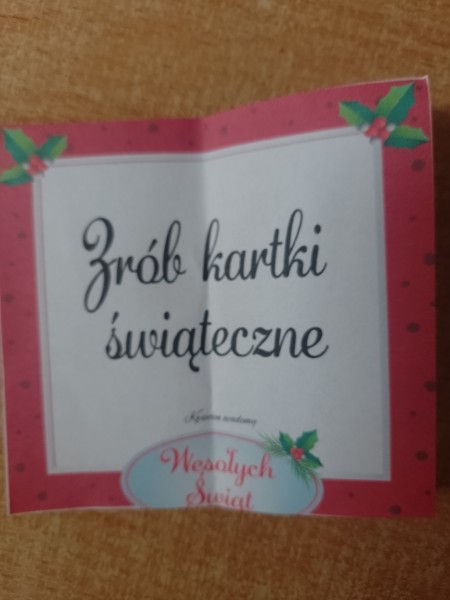 Zrób kartki
świąteczne
Wesołych
Świąt